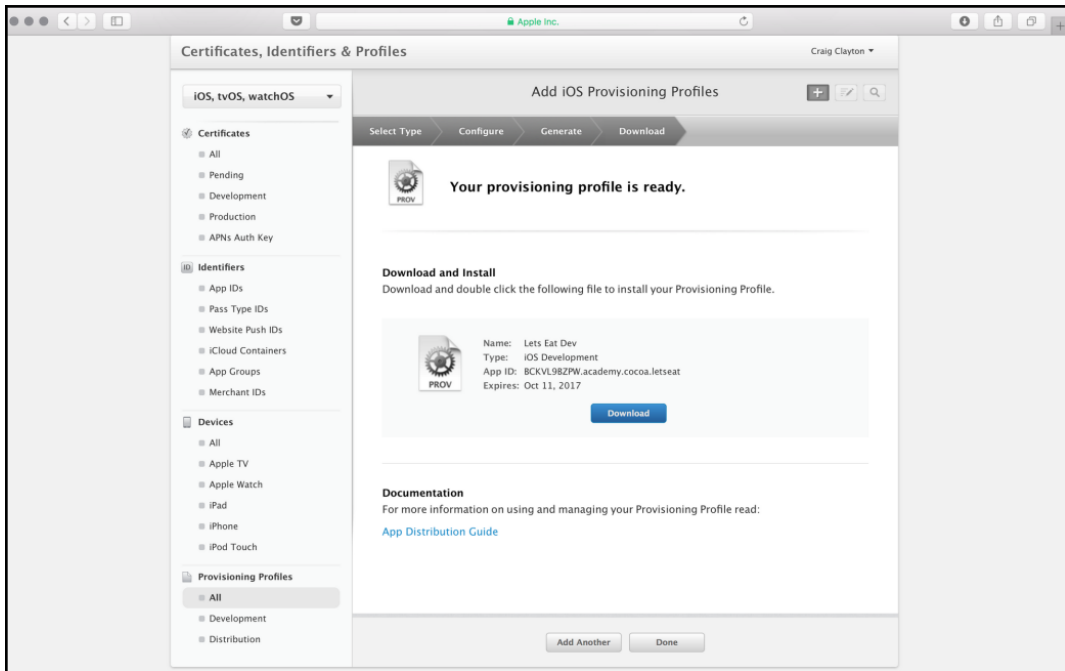 Apple Inc.
Certificates, Identifiers & Profiles
Craig Clayton
iOS, tvOS, watchOS
Certificates
All
Pending
Development
Production
APNs Auth Key
ID Identifiers
App IDs
Pass Type IDs
Website Push IDs
iCloud Containers
App Groups
Merchant IDs
Devices
All
Apple TV
Apple Watch
iPad
iPhone
iPod Touch
Provisioning Profiles
All
Development
Distribution
Add iOS Provisioning Profiles
Select Type Configure Generate Download
PROV
Your provisioning profile is ready.
Download and Install
Download and double click the following file to install your Provisioning Profile.
PROV
Name: Lets Eat Dev
Type: iOS Development
App ID: BCKVL98ZPW.academy.cocoa.letseat
Expires: Oct 11, 2017
Download
Documentation
For more information on using and managing your Provisioning Profile read:
App Distribution Guide
Add Another Done